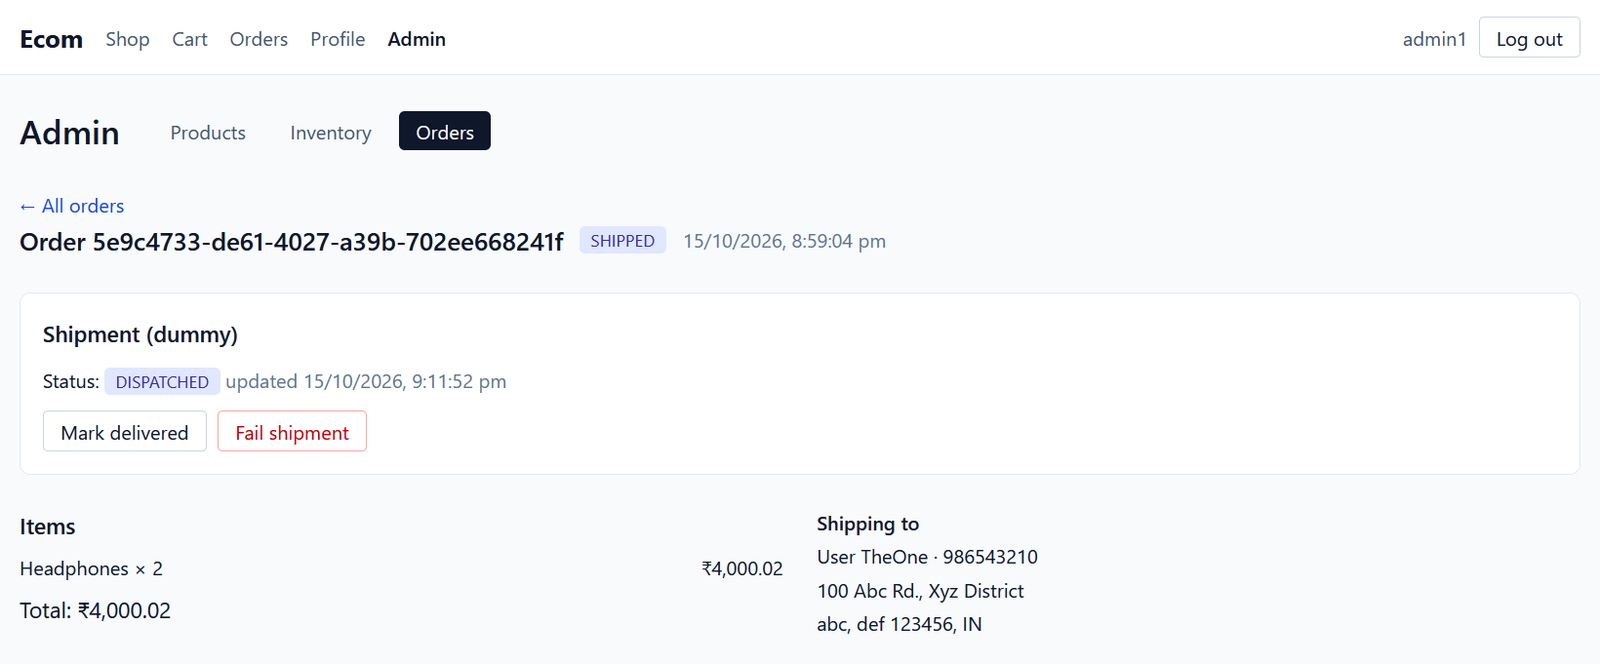 Ecom Shop Cart Orders Profile Admin admin1 Log out
Admin Products Inventory Orders
← All orders
Order 5e9c4733-de61-4027-a39b-702ee668241f SHIPPED 15/10/2026, 8:59:04 pm
Shipment (dummy)
Status: DISPATCHED updated 15/10/2026, 9:11:52 pm
Mark delivered Fail shipment
Items
Headphones × 2 ₹4,000.02
Total: ₹4,000.02
Shipping to
User TheOne · 986543210
100 Abc Rd., Xyz District
abc, def 123456, IN